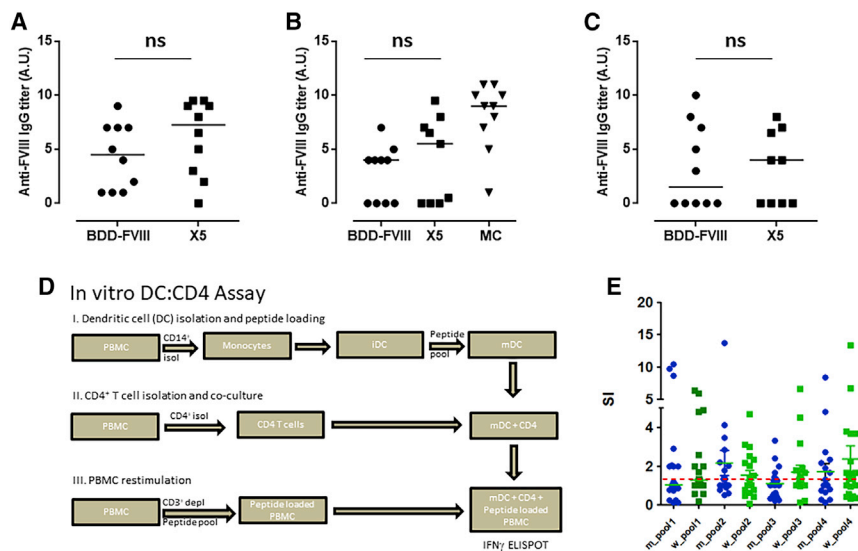 A
ns
Anti-FVIII IgG titer (A.U.)
15
10
5
0
BDD-FVIII X5
B
ns
Anti-FVIII IgG titer (A.U.)
15
10
5
0
BDD-FVIII X5 MC
C
ns
Anti-FVIII IgG titer (A.U.)
15
10
5
0
BDD-FVIII X5
D
In vitro DC:CD4 Assay
I. Dendritic cell (DC) isolation and peptide loading
PBMC
CD14⁺
isol
Monocytes
iDC
Peptide
pool
mDC
II. CD4⁺ T cell isolation and co-culture
PBMC
CD4⁺ isol
CD4 T cells
mDC + CD4
III. PBMC restimulation
PBMC
CD3⁺ depl
Peptide pool
Peptide loaded
PBMC
mDC + CD4 +
Peptide loaded
PBMC
IFNγ ELISPOT
E
SI
20
15
10
5
4
2
0
m_pool1
w_pool1
m_pool2
w_pool2
m_pool3
w_pool3
m_pool4
w_pool4